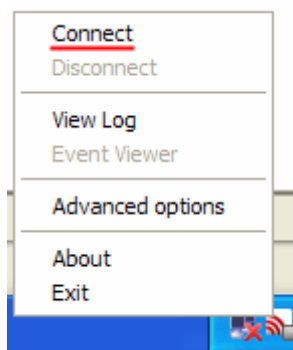 Connect
Disconnect
View Log
Event Viewer
Advanced options
About
Exit